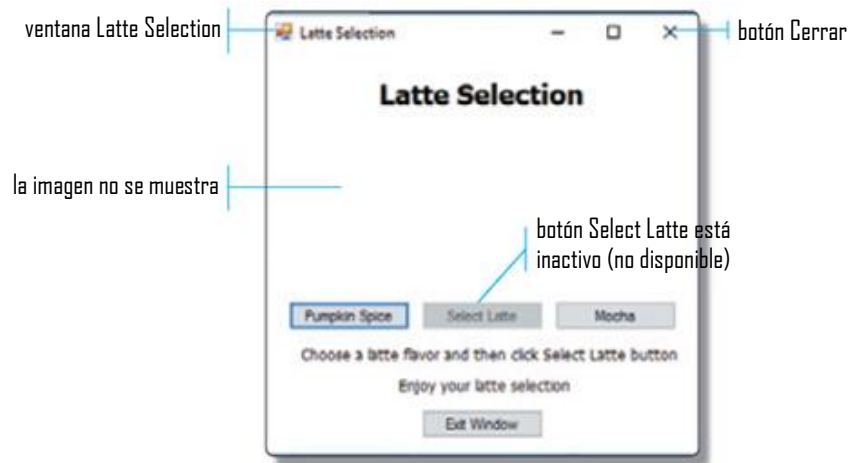 ventana Latte Selection
Latte Selection
botón Cerrar
Latte Selection
la imagen no se muestra
botón Select Latte está
inactivo (no disponible)
Pumpkin Spice
Select Latte
Mocha
Choose a latte flavor and then click Select Latte button
Enjoy your latte selection
Exit Window